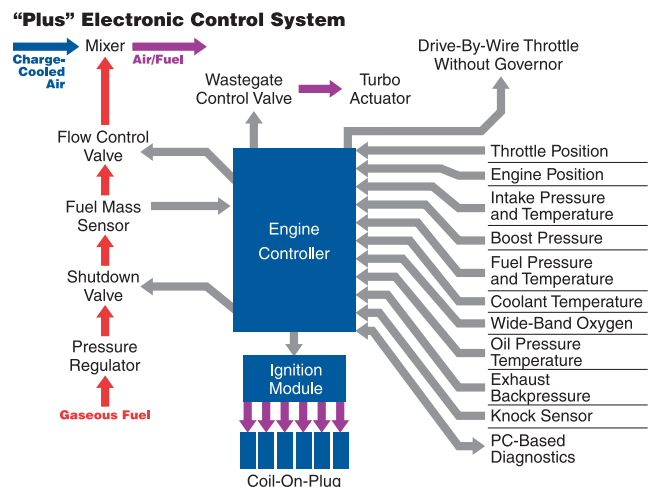 “Plus” Electronic Control System
Mixer
Charge-
Cooled
Air
Air/Fuel
Wastegate
Control Valve
Turbo
Actuator
Drive-By-Wire Throttle
Without Governor
Flow Control
Valve
Fuel Mass
Sensor
Shutdown
Valve
Pressure
Regulator
Gaseous Fuel
Engine
Controller
Ignition
Module
Coil-On-Plug
Throttle Position
Engine Position
Intake Pressure
and Temperature
Boost Pressure
Fuel Pressure
and Temperature
Coolant Temperature
Wide-Band Oxygen
Oil Pressure
Temperature
Exhaust
Backpressure
Knock Sensor
PC-Based
Diagnostics